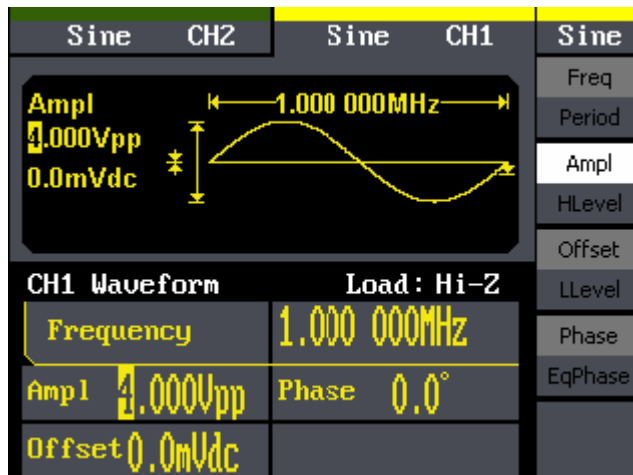 Sine CH2 Sine CH1 Sine
Freq
Period
Ampl
HLevel
Offset
LLevel
Phase
EqPhase
Ampl
4.000Vpp
0.0mVdc
1.000 000MHz
CH1 Waveform Load: Hi-Z
Frequency 1.000 000MHz
Ampl 4.000Vpp Phase 0.0°
Offset 0.0mVdc